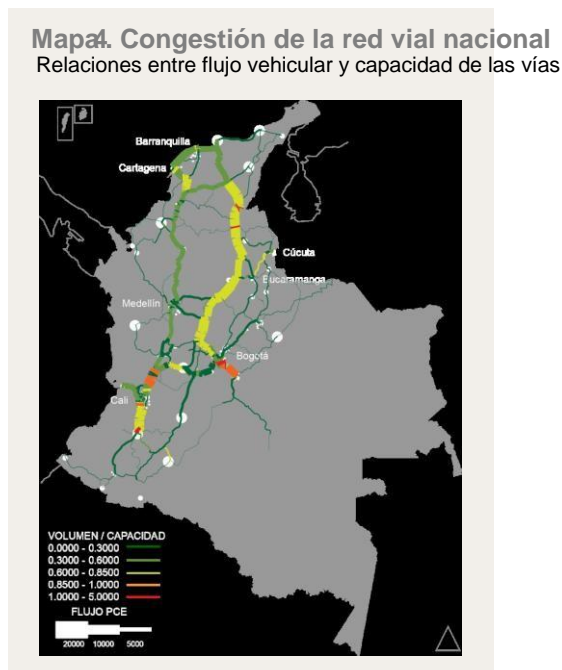 Mapa4. Congestión de la red vial nacional
Relaciones entre flujo vehicular y capacidad de las vías
Barranquilla
Cartagena
Cúcuta
Bucaramanga
Medellín
Bogotá
Cali
VOLUMEN / CAPACIDAD
0.0000 - 0.3000
0.3000 - 0.6000
0.6000 - 0.8500
0.8500 - 1.0000
1.0000 - 5.0000
FLUJO PCE
20000 10000 5000